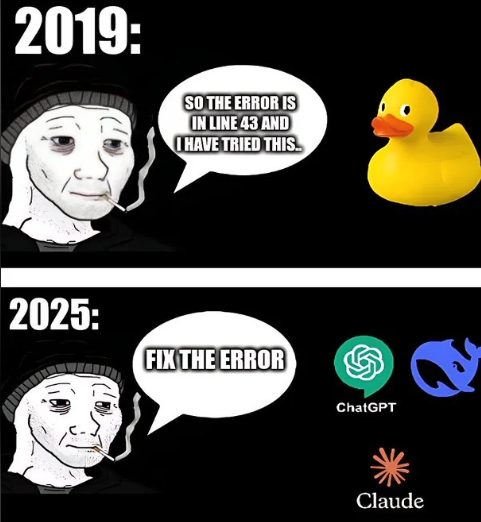 2019:
SO THE ERROR IS
IN LINE 43 AND
I HAVE TRIED THIS..
2025:
FIX THE ERROR
ChatGPT
Claude